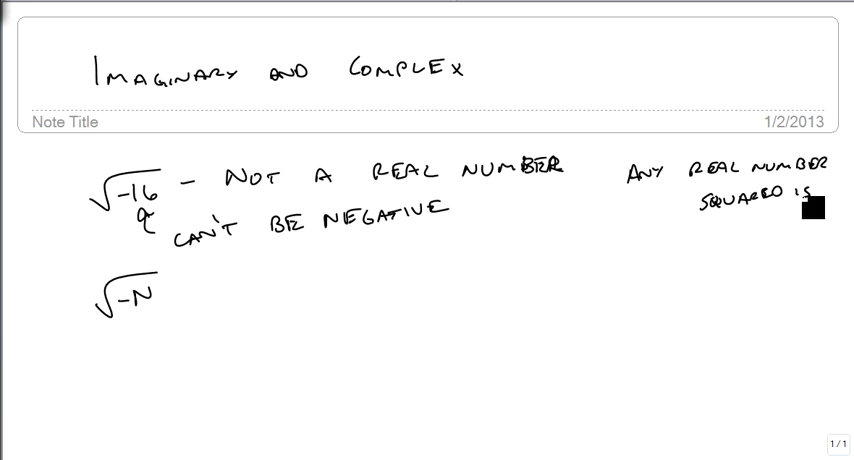 IMAGINARY AND COMPLEX
Note Title
1/2/2013
√-16 - NOT A REAL NUMBER
CAN'T BE NEGATIVE
ANY REAL NUMBER
SQUARED IS
√-N
1 / 1